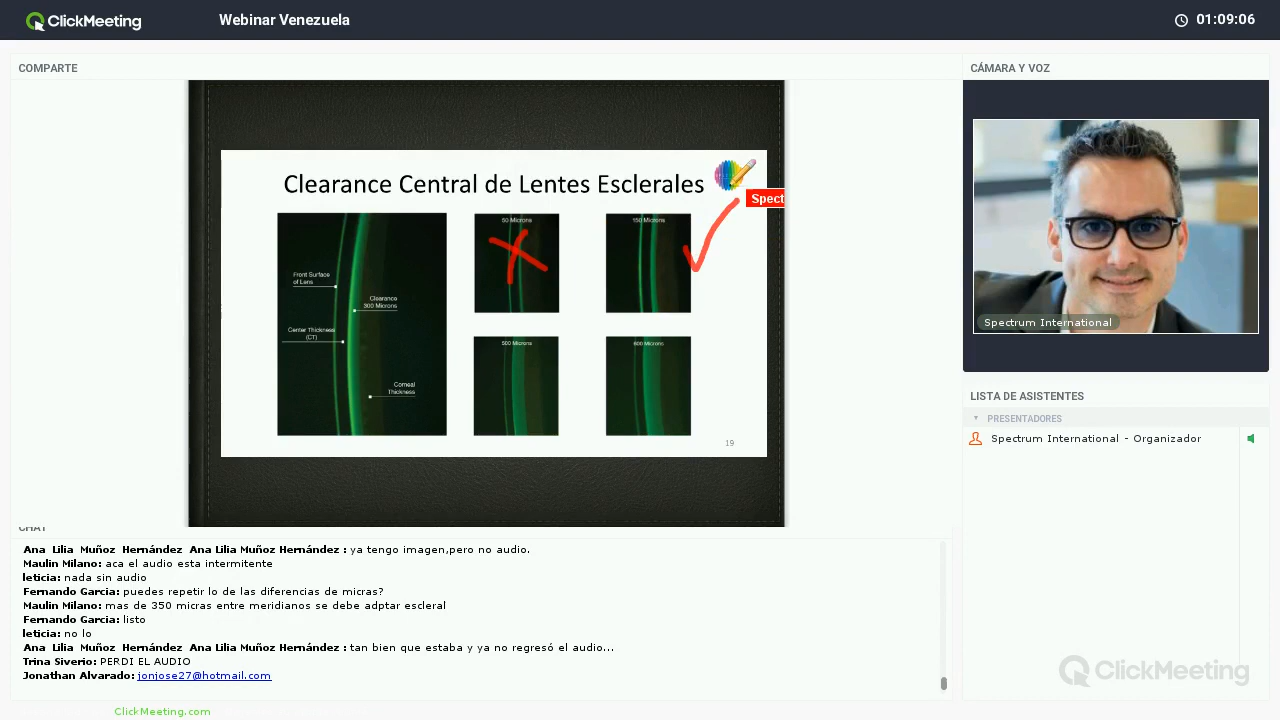 ClickMeeting
Webinar Venezuela
01:09:06
COMPARTE
CÁMARA Y VOZ
Clearance Central de Lentes Esclerales
Spect
50 Microns
150 Microns
Front Surface
of Lens
Clearance
300 Microns
Center Thickness
(CT)
500 Microns
600 Microns
Corneal
Thickness
19
Spectrum International
LISTA DE ASISTENTES
PRESENTADORES
Spectrum International - Organizador
CHAT
Ana Lilia Muñoz Hernández Ana Lilia Muñoz Hernández : ya tengo imagen,pero no audio.
Maulin Milano: aca el audio esta intermitente
leticia: nada sin audio
Fernando Garcia: puedes repetir lo de las diferencias de micras?
Maulin Milano: mas de 350 micras entre meridianos se debe adptar escleral
Fernando Garcia: listo
leticia: no lo
Ana Lilia Muñoz Hernández Ana Lilia Muñoz Hernández : tan bien que estaba y ya no regresó el audio...
Trina Siverio: PERDI EL AUDIO
Jonathan Alvarado: jonjose27@hotmail.com
ClickMeeting
ClickMeeting.com